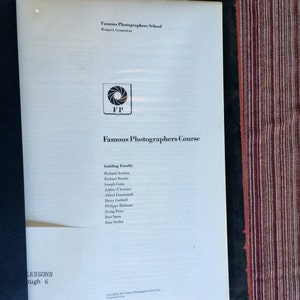 Famous Photographers School
Westport, Connecticut
FP
Famous Photographers Course
Guiding Faculty
Richard Avedon
Richard Beattie
Joseph Costa
Arthur d'Arazien
Alfred Eisenstaedt
Harry Garfield
Philippe Halsman
Irving Penn
Bert Stern
Ezra Stoller
LESSONS
ough 6